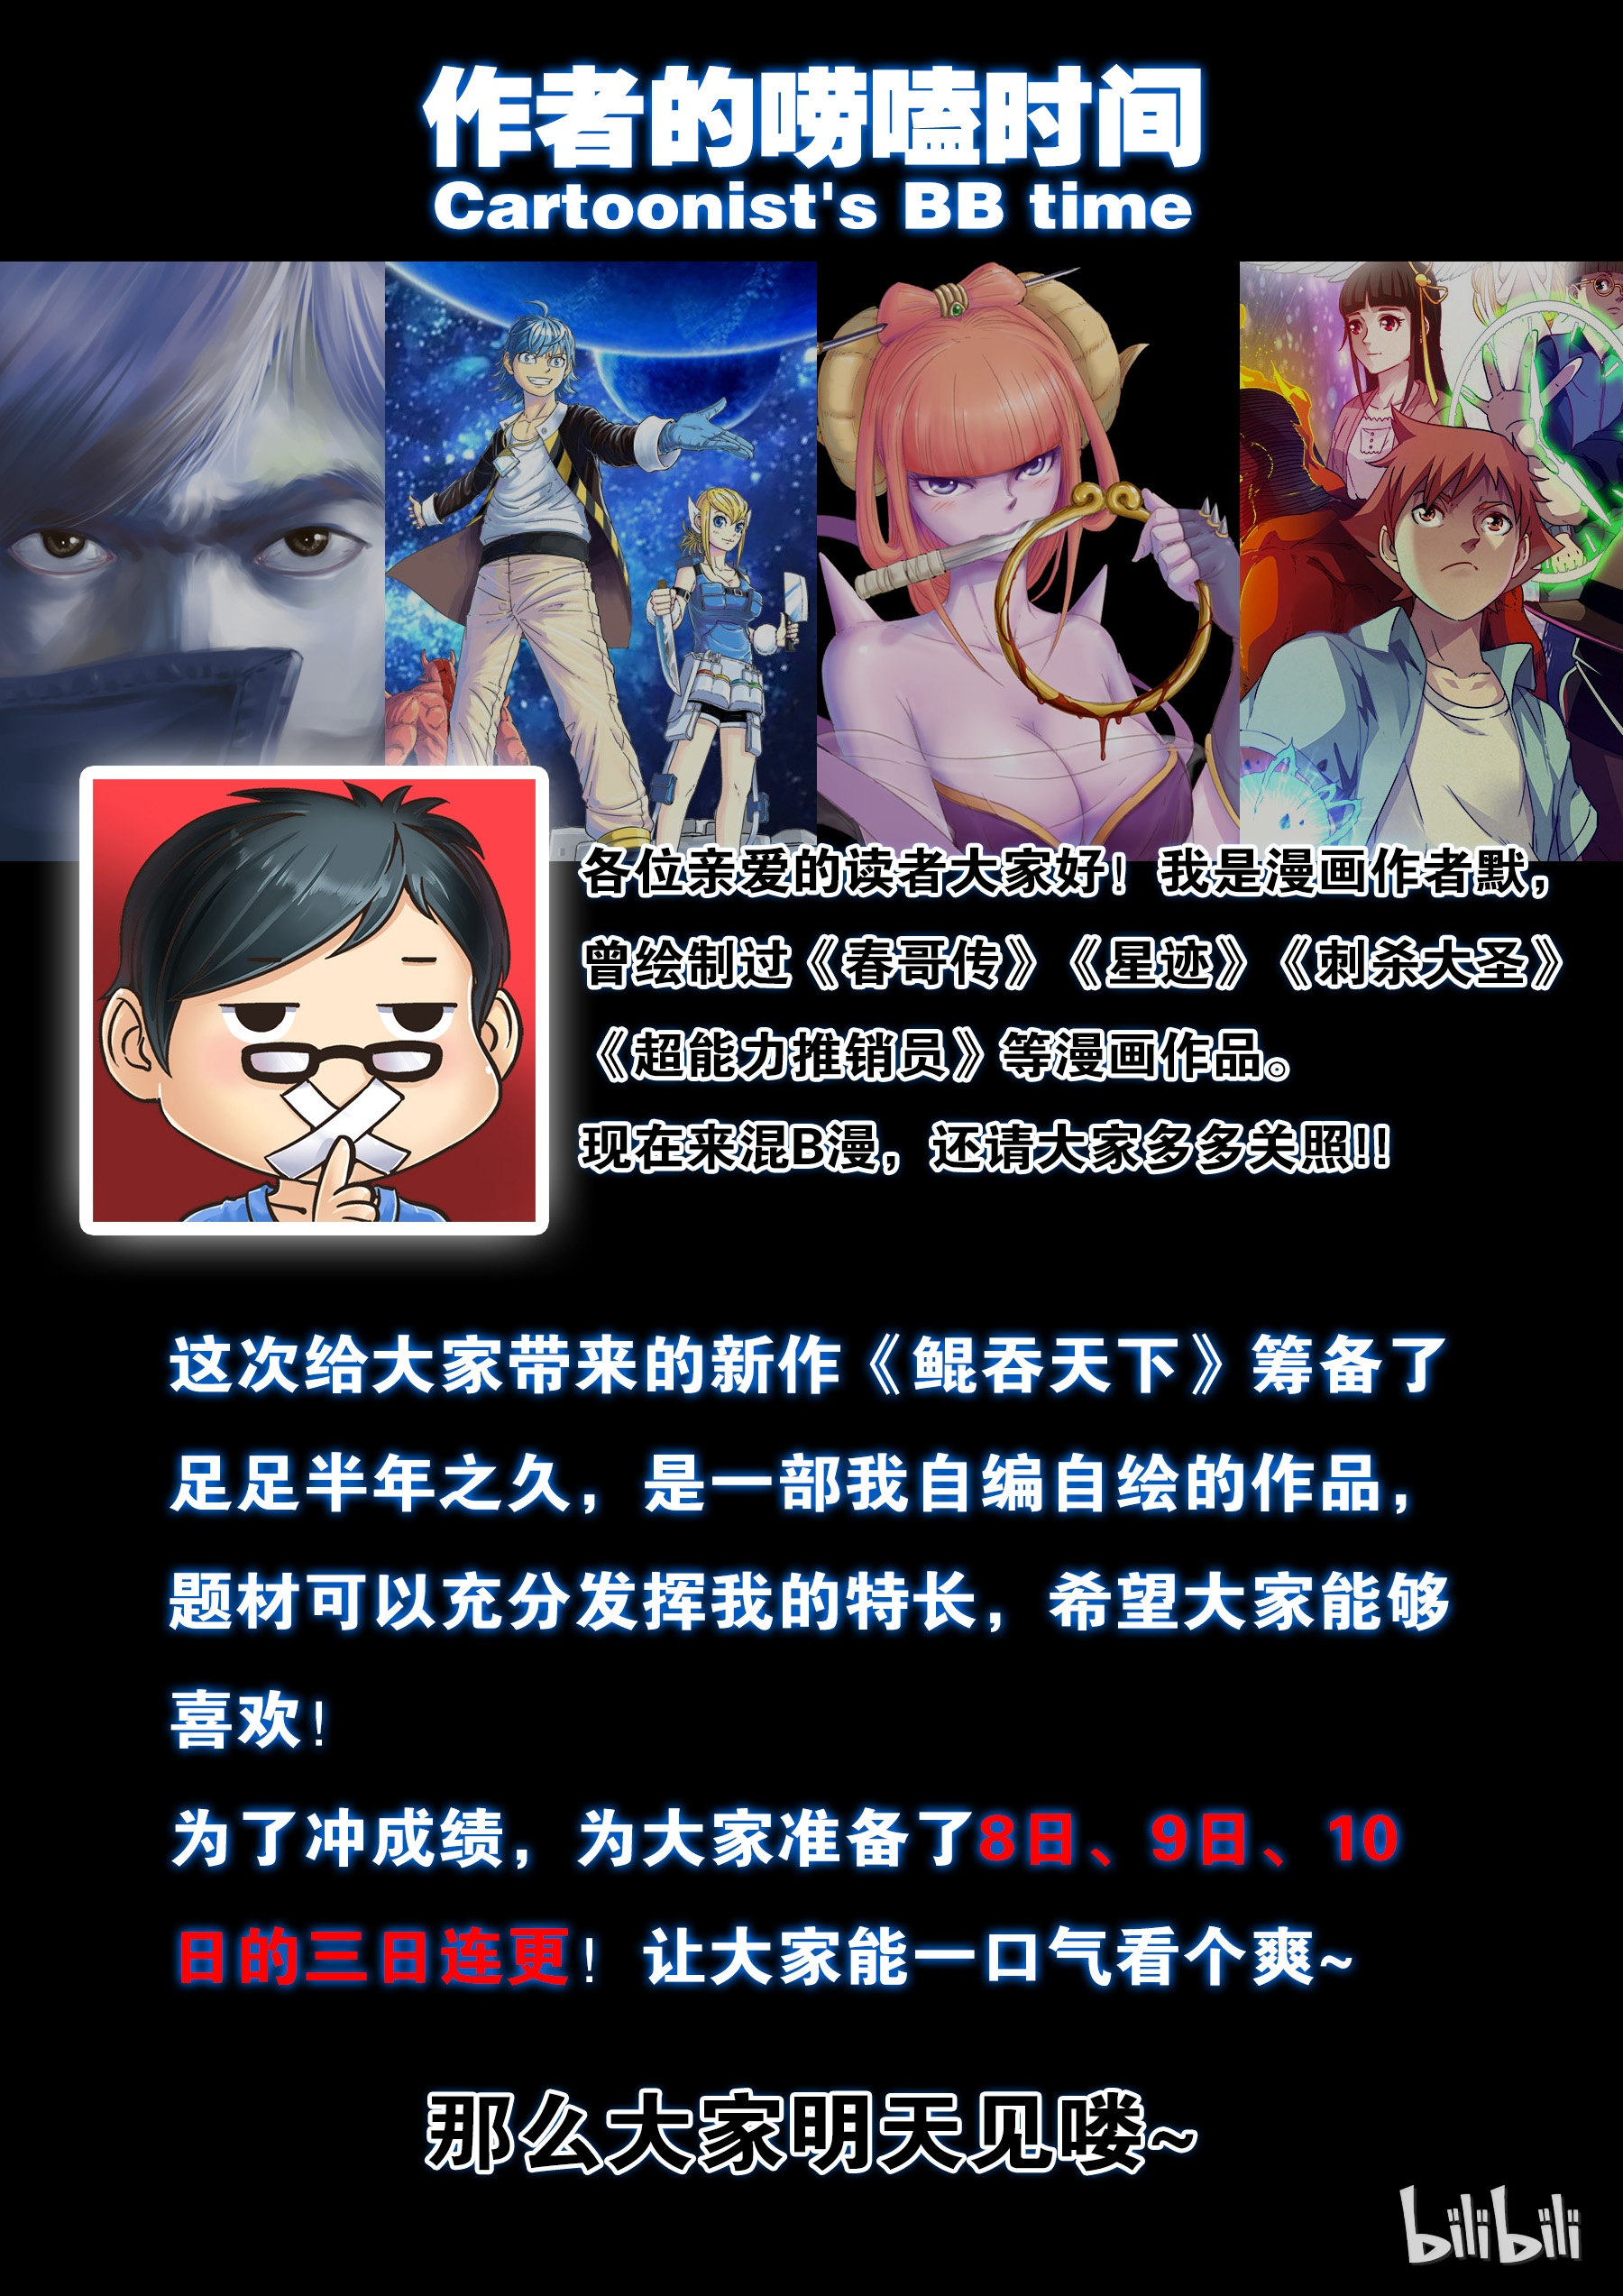 作者的唠嗑时间
Cartoonist's BB time
各位亲爱的读者大家好！我是漫画作者默，
曾绘制过《春哥传》《星迹》《刺杀大圣》
《超能力推销员》等漫画作品。
现在来混B漫，还请大家多多关照!!
这次给大家带来的新作《鲲吞天下》筹备了
足足半年之久，是一部我自编自绘的作品，
题材可以充分发挥我的特长，希望大家能够
喜欢！
为了冲成绩，为大家准备了8日、9日、10
日的三日连更！让大家能一口气看个爽~
那么大家明天见喽~
bilibili